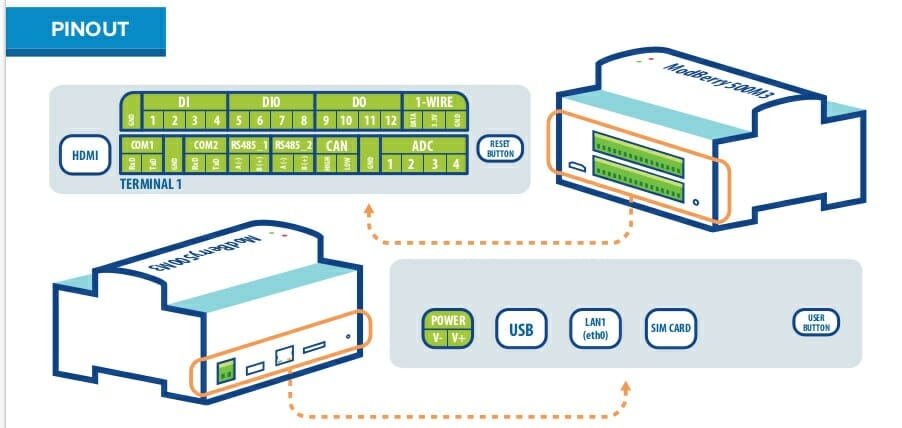 PINOUT
ModBerry 500M3
DI DIO DO 1-WIRE
GND 1 2 3 4 5 6 7 8 9 10 11 12 DATA 3.3V GND
HDMI
COM1 GND COM2 RS485_1 RS485_2 CAN GND ADC
RxD TxD RxD TxD A(-) B(+) A(-) B(+) HIGH LOW 1 2 3 4
RESET
BUTTON
TERMINAL 1
ModBerry500M3
POWER
V- V+
USB
LAN1
(eth0)
SIM CARD
USER
BUTTON